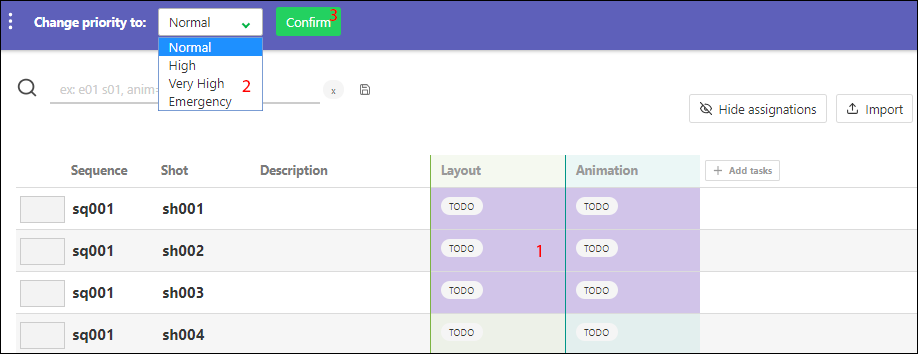 Change priority to: Normal Confirm 3
Normal
High
Very High 2
Emergency
ex: e01 s01, anim= x
Hide assignations Import
Sequence Shot Description Layout Animation + Add tasks
sq001 sh001 TODO TODO
sq001 sh002 TODO 1 TODO
sq001 sh003 TODO TODO
sq001 sh004 TODO TODO